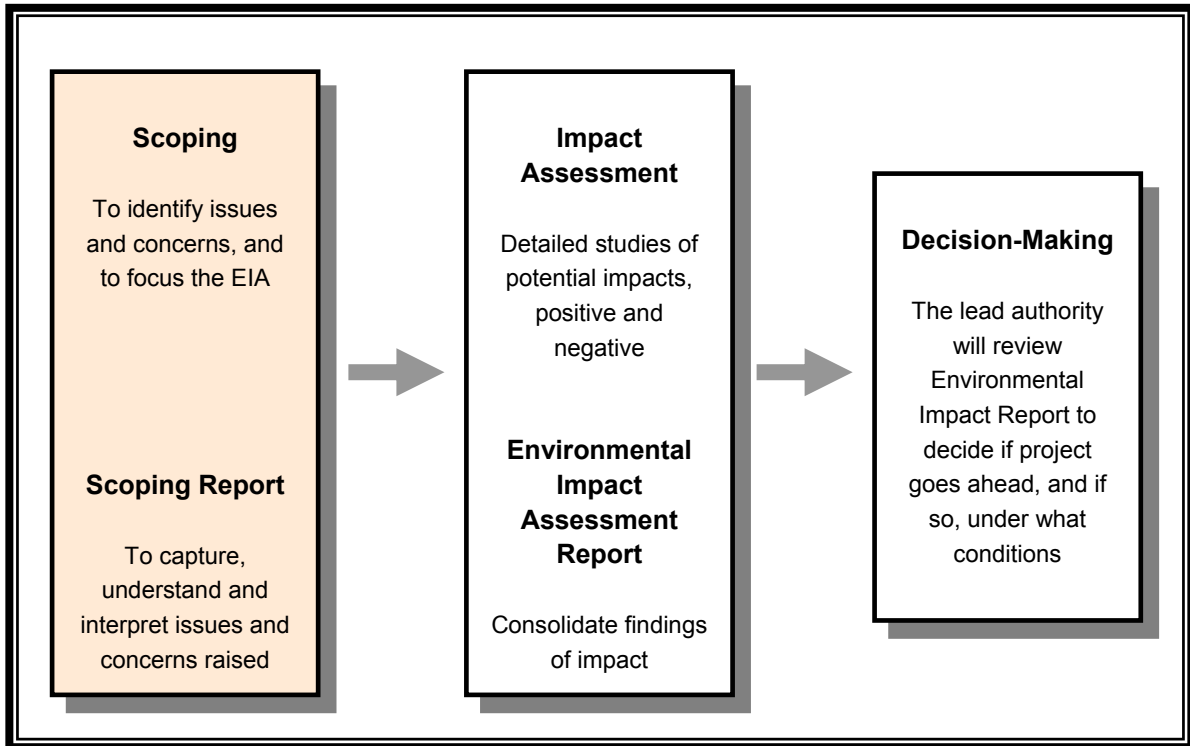 Scoping
To identify issues
and concerns, and
to focus the EIA
Scoping Report
To capture,
understand and
interpret issues and
concerns raised
Impact
Assessment
Detailed studies of
potential impacts,
positive and
negative
Environmental
Impact
Assessment
Report
Consolidate findings
of impact
Decision-Making
The lead authority
will review
Environmental
Impact Report to
decide if project
goes ahead, and if
so, under what
conditions